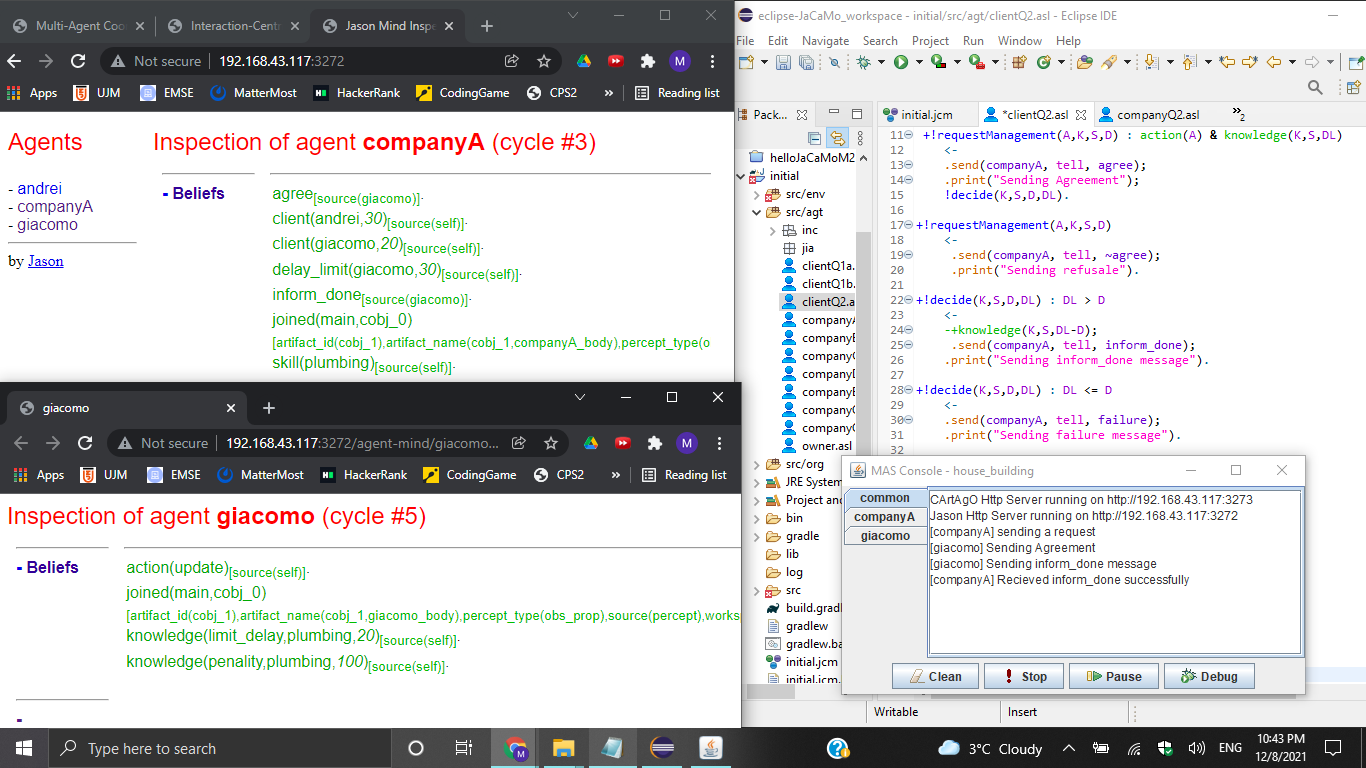 Multi-Agent Coo
Interaction-Centr
Jason Mind Inspe
Not secure
192.168.43.117:3272
M
Apps
UJM
EMSE
MatterMost
HackerRank
CodingGame
CPS2
»
Reading list
Agents
- andrei
- companyA
- giacomo
by Jason
Inspection of agent companyA (cycle #3)
- Beliefs
agree[source(giacomo)].
client(andrei,30)[source(self)].
client(giacomo,20)[source(self)].
delay_limit(giacomo,30)[source(self)].
inform_done[source(giacomo)].
joined(main,cobj_0)
[artifact_id(cobj_1),artifact_name(cobj_1,companyA_body),percept_type(o
skill(plumbing)[source(self)].
giacomo
Not secure
192.168.43.117:3272/agent-mind/giacomo...
M
Apps
UJM
EMSE
MatterMost
HackerRank
CodingGame
CPS2
»
Reading list
Inspection of agent giacomo (cycle #5)
- Beliefs
action(update)[source(self)].
joined(main,cobj_0)
[artifact_id(cobj_1),artifact_name(cobj_1,giacomo_body),percept_type(obs_prop),source(percept),works
knowledge(limit_delay,plumbing,20)[source(self)].
knowledge(penality,plumbing,100)[source(self)].
-
eclipse-JaCaMo_workspace - initial/src/agt/clientQ2.asl - Eclipse IDE
File Edit Navigate Search Project Run Window Help
Pack...
helloJaCaMoM2
initial
src/env
src/agt
inc
jia
clientQ1a.
clientQ1b.
clientQ2.a
company
company
company
company
company
company
company
owner.asl
src/org
JRE System
Project and
bin
gradle
lib
log
src
build.gradl
gradlew
gradlew.ba
initial.jcm
initial.jcm.
initial.jcm
*clientQ2.asl
companyQ2.asl
»2
11 +!requestManagement(A,K,S,D) : action(A) & knowledge(K,S,DL)
12 <-
13 .send(companyA, tell, agree);
14 .print("Sending Agreement");
15 !decide(K,S,D,DL).
16
17 +!requestManagement(A,K,S,D)
18 <-
19 .send(companyA, tell, ~agree);
20 .print("Sending refusale").
21
22 +!decide(K,S,D,DL) : DL > D
23 <-
24 -+knowledge(K,S,DL-D);
25 .send(companyA, tell, inform_done);
26 .print("Sending inform_done message").
27
28 +!decide(K,S,D,DL) : DL <= D
29 <-
30 .send(companyA, tell, failure);
31 .print("Sending failure message").
32
MAS Console - house_building
common
companyA
giacomo
CArtAgO Http Server running on http://192.168.43.117:3273
Jason Http Server running on http://192.168.43.117:3272
[companyA] sending a request
[giacomo] Sending Agreement
[giacomo] Sending inform_done message
[companyA] Recieved inform_done successfully
Clean
Stop
Pause
Debug
Writable
Insert
Type here to search
3°C Cloudy
ENG
10:43 PM
12/8/2021